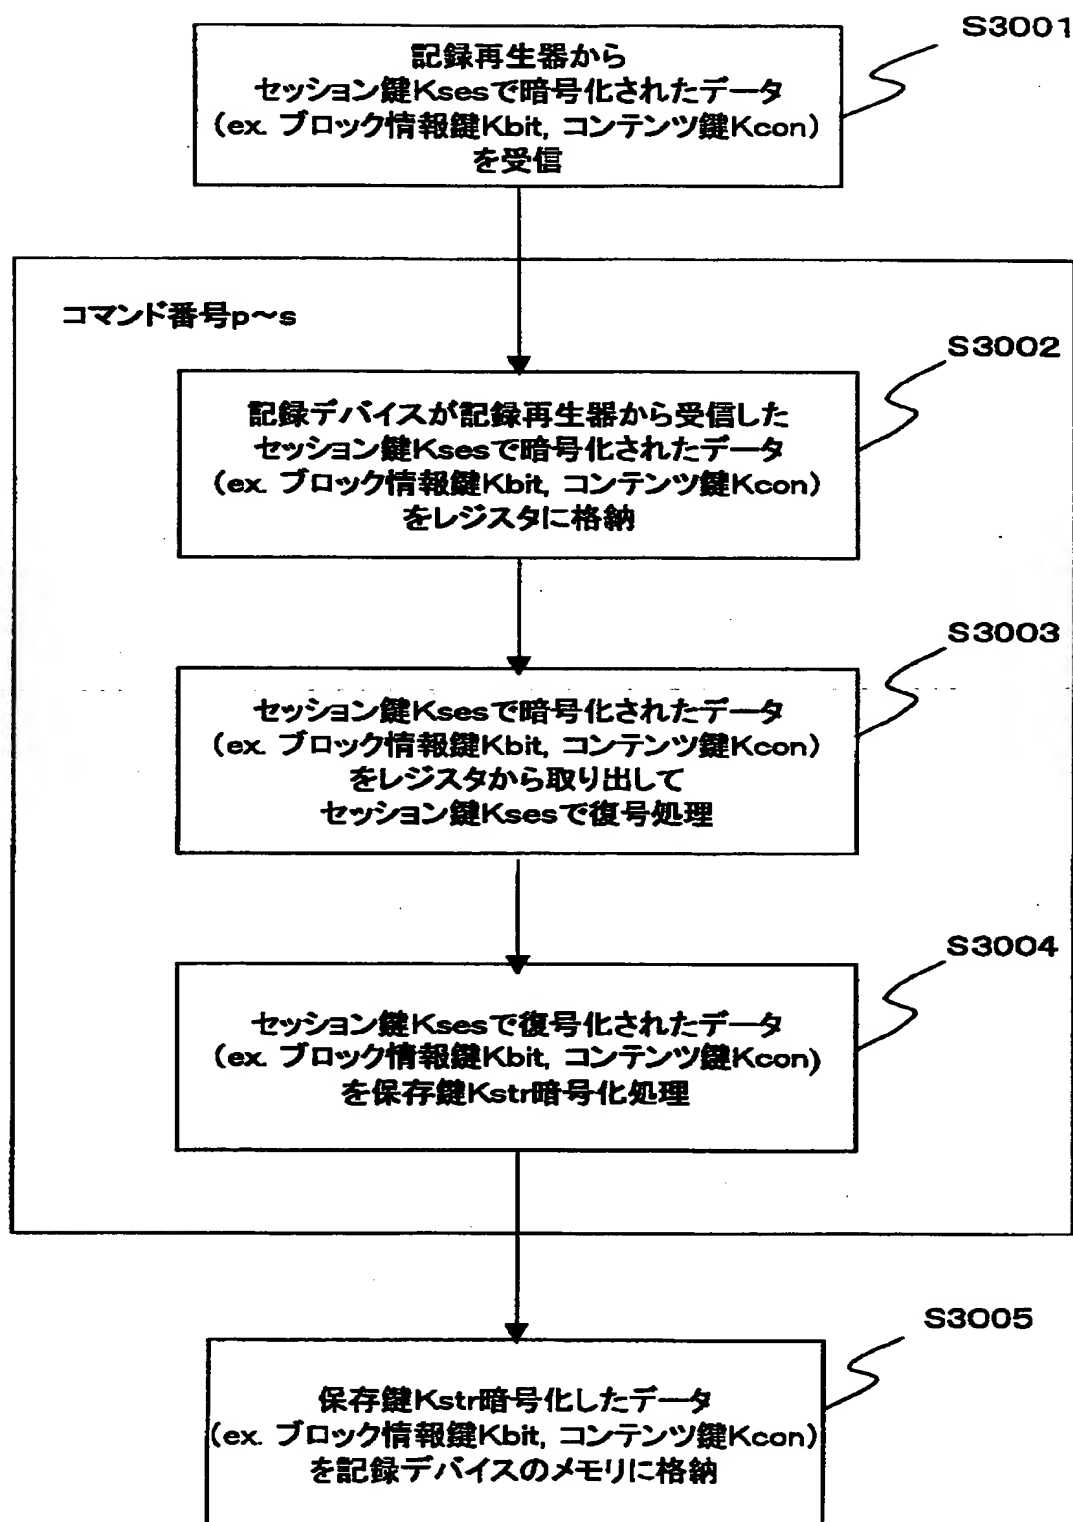 S3001
記録再生器から
セッション鍵Ksesで暗号化されたデータ
(ex. ブロック情報鍵Kbit, コンテンツ鍵Kcon)
を受信
コマンド番号p～s
S3002
記録デバイスが記録再生器から受信した
セッション鍵Ksesで暗号化されたデータ
(ex. ブロック情報鍵Kbit, コンテンツ鍵Kcon)
をレジスタに格納
S3003
セッション鍵Ksesで暗号化されたデータ
(ex. ブロック情報鍵Kbit, コンテンツ鍵Kcon)
をレジスタから取り出して
セッション鍵Ksesで復号処理
S3004
セッション鍵Ksesで復号化されたデータ
(ex. ブロック情報鍵Kbit, コンテンツ鍵Kcon)
を保存鍵Kstr暗号化処理
S3005
保存鍵Kstr暗号化したデータ
(ex. ブロック情報鍵Kbit, コンテンツ鍵Kcon)
を記録デバイスのメモリに格納